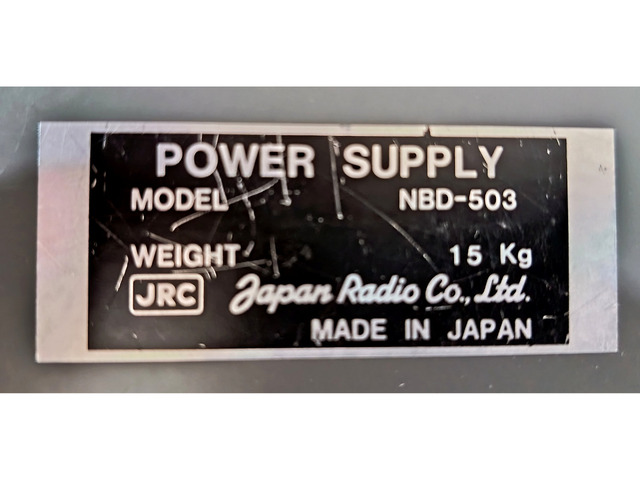 POWER SUPPLY
MODEL NBD-503
WEIGHT 15 Kg
JRC Japan Radio Co., Ltd.
MADE IN JAPAN